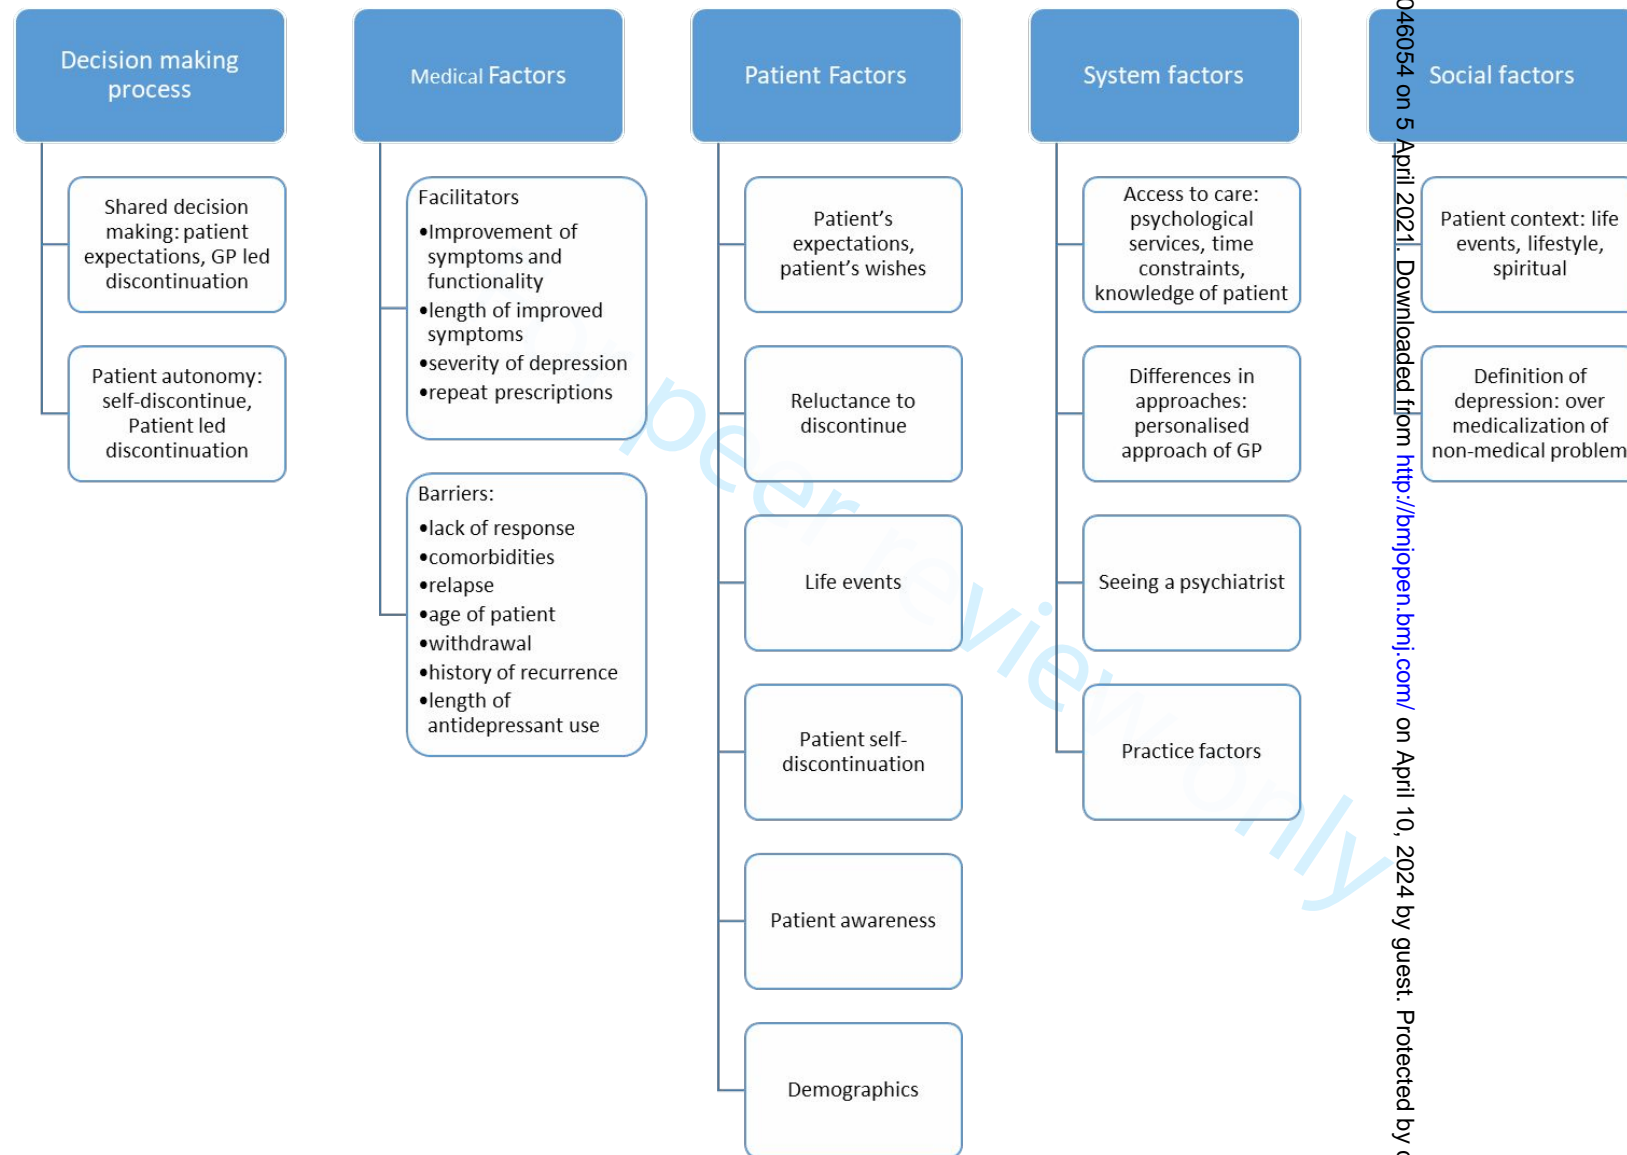 Decision making
process
Shared decision
making: patient
expectations, GP led
discontinuation
Patient autonomy:
self-discontinue,
Patient led
discontinuation
Medical Factors
Facilitators
•Improvement of
symptoms and
functionality
•length of improved
symptoms
•severity of depression
•repeat prescriptions
Barriers:
•lack of response
•comorbidities
•relapse
•age of patient
•withdrawal
•history of recurrence
•length of
antidepressant use
Patient Factors
Patient’s
expectations,
patient’s wishes
Reluctance to
discontinue
Life events
Patient self-
discontinuation
Patient awareness
Demographics
System factors
Access to care:
psychological
services, time
constraints,
knowledge of patient
Differences in
approaches:
personalised
approach of GP
Seeing a psychiatrist
Practice factors
Social factors
Patient context: life
events, lifestyle,
spiritual
Definition of
depression: over
medicalization of
non-medical problem
peer review only
046054 on 5 April 2021. Downloaded from http://bmjopen.bmj.com/ on April 10, 2024 by guest. Protected by